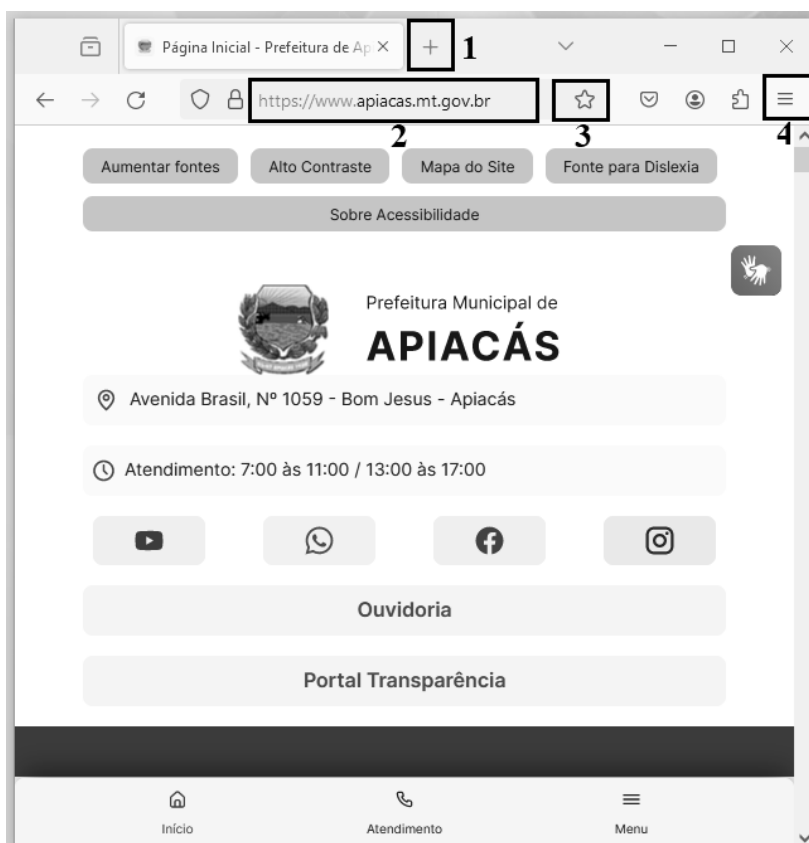 Página Inicial - Prefeitura de Ap
1
https://www.apiacas.mt.gov.br
2
3
4
Aumentar fontes Alto Contraste Mapa do Site Fonte para Dislexia
Sobre Acessibilidade
Prefeitura Municipal de
APIACÁS
Avenida Brasil, Nº 1059 - Bom Jesus - Apiacás
Atendimento: 7:00 às 11:00 / 13:00 às 17:00
Ouvidoria
Portal Transparência
Início Atendimento Menu